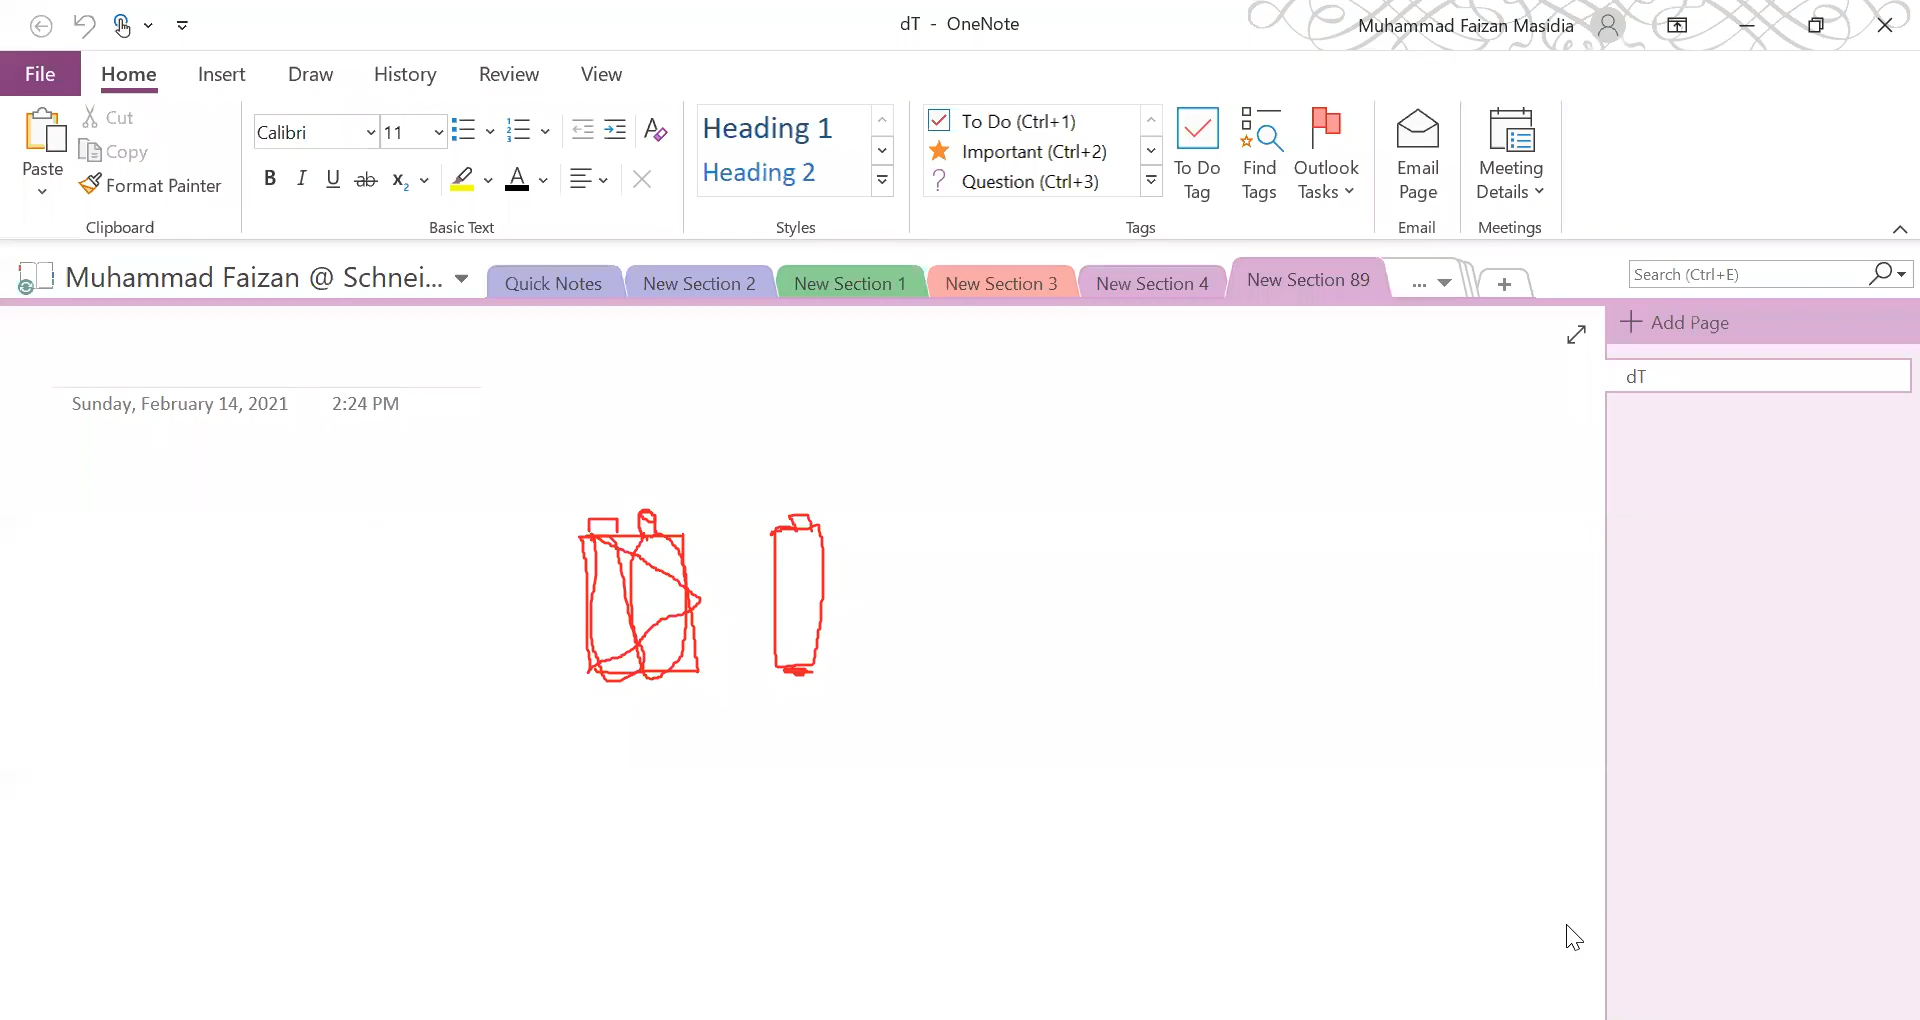 dT - OneNote
Muhammad Faizan Masidia
File Home Insert Draw History Review View
Paste
Cut
Copy
Format Painter
Clipboard
Calibri 11
B I U ab X₂ A
Basic Text
Heading 1
Heading 2
Styles
To Do (Ctrl+1)
Important (Ctrl+2)
Question (Ctrl+3)
To Do Tag
Find Tags
Outlook Tasks
Tags
Email Page
Email
Meeting Details
Meetings
Muhammad Faizan @ Schnei...
Quick Notes New Section 2 New Section 1 New Section 3 New Section 4 New Section 89 ...
Search (Ctrl+E)
Add Page
dT
Sunday, February 14, 2021 2:24 PM